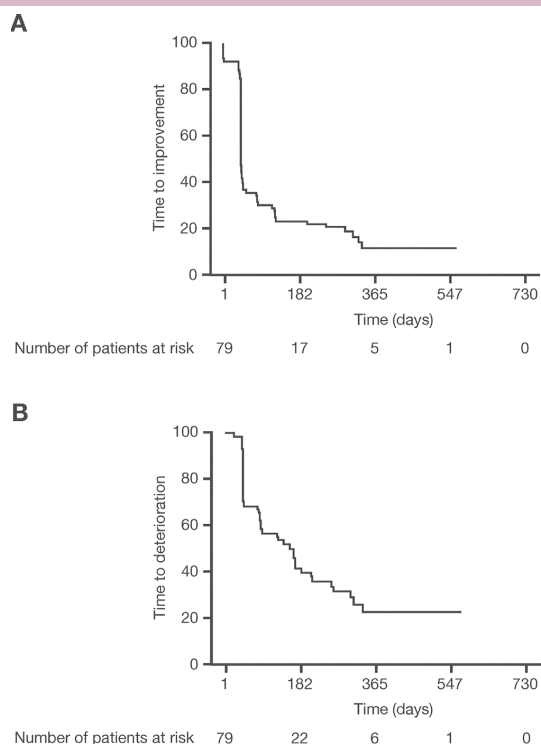 A
Time to improvement
100
80
60
40
20
0
1 182 365 547 730
Time (days)
Number of patients at risk 79 17 5 1 0
B
Time to deterioration
100
80
60
40
20
0
1 182 365 547 730
Time (days)
Number of patients at risk 79 22 6 1 0